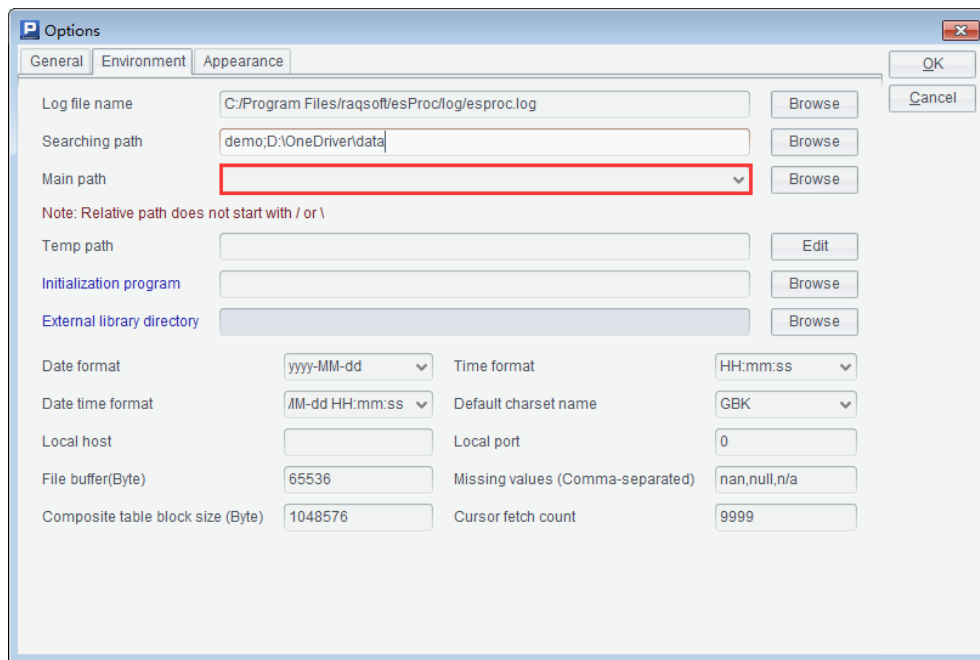 Options
General Environment Appearance
OK
Cancel
Log file name C:/Program Files/raqsoft/esProc/log/esproc.log Browse
Searching path demo;D:\OneDriver\data Browse
Main path Browse
Note: Relative path does not start with / or \
Temp path Edit
Initialization program Browse
External library directory Browse
Date format yyyy-MM-dd Time format HH:mm:ss
Date time format /IM-dd HH:mm:ss Default charset name GBK
Local host Local port 0
File buffer(Byte) 65536 Missing values (Comma-separated) nan,null,n/a
Composite table block size (Byte) 1048576 Cursor fetch count 9999